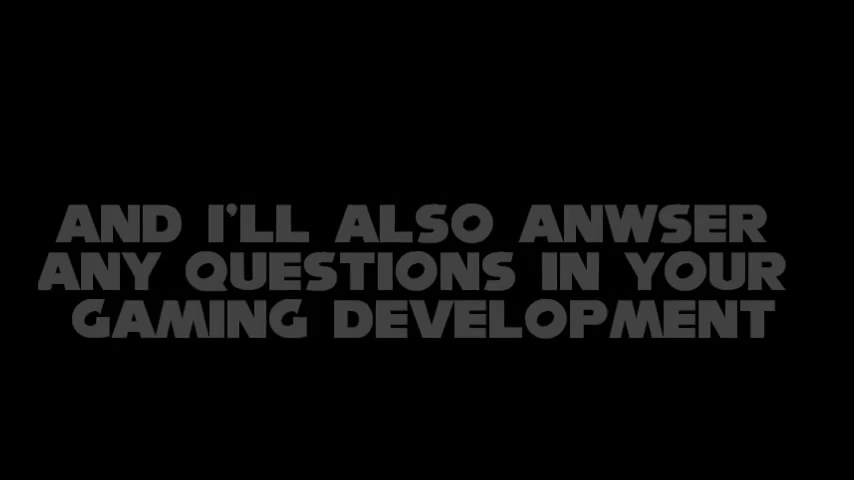 AND I'LL ALSO ANWSER
ANY QUESTIONS IN YOUR
GAMING DEVELOPMENT